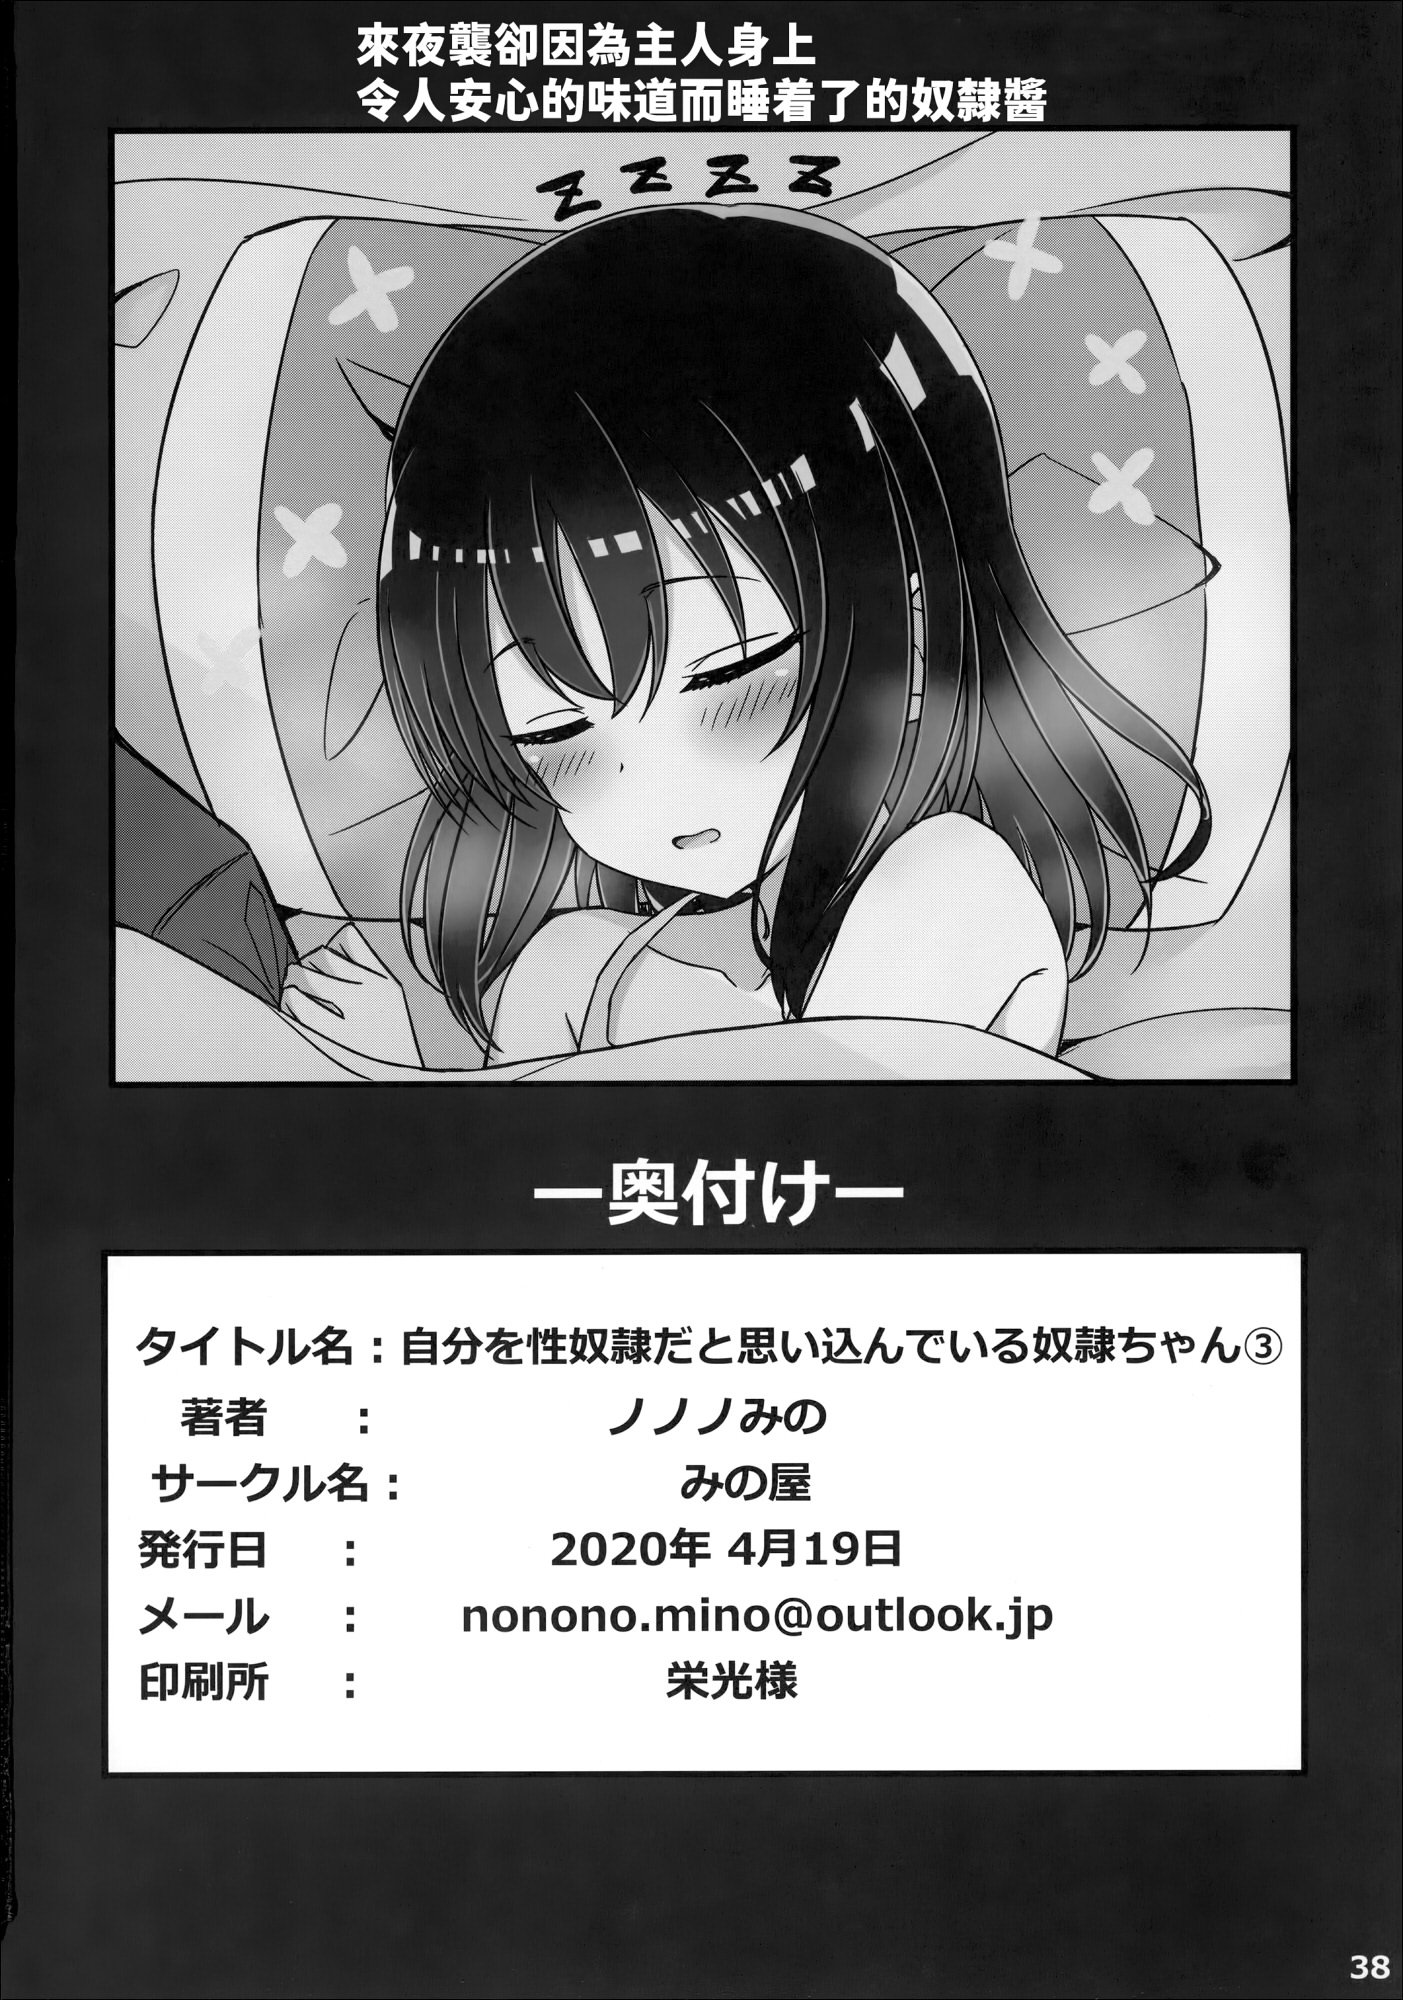 來夜襲卻因為主人身上
令人安心的味道而睡着了的奴隸醬
zzzz
ー奥付けー
タイトル名：自分を性奴隷だと思い込んでいる奴隷ちゃん③
著者：ノノノみの
サークル名：みの屋
発行日：2020年 4月19日
メール：nonono.mino@outlook.jp
印刷所：栄光様
38